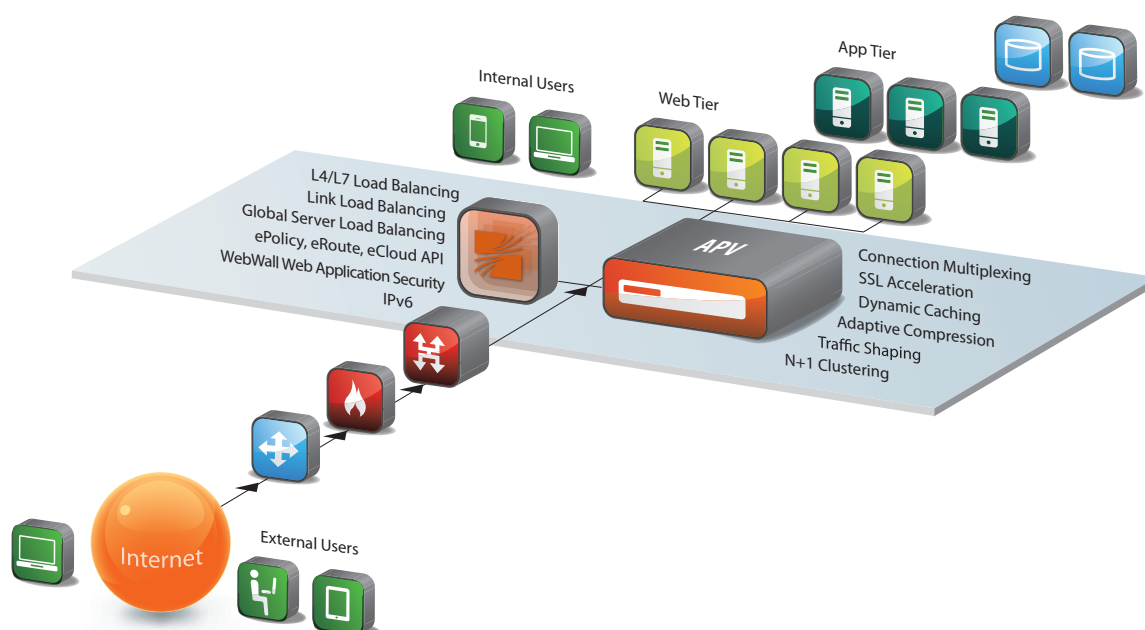 App Tier
Internal Users
Web Tier
L4/L7 Load Balancing
Link Load Balancing
Global Server Load Balancing
ePolicy, eRoute, eCloud API
WebWall Web Application Security
IPv6
APV
Connection Multiplexing
SSL Acceleration
Dynamic Caching
Adaptive Compression
Traffic Shaping
N+1 Clustering
External Users
Internet